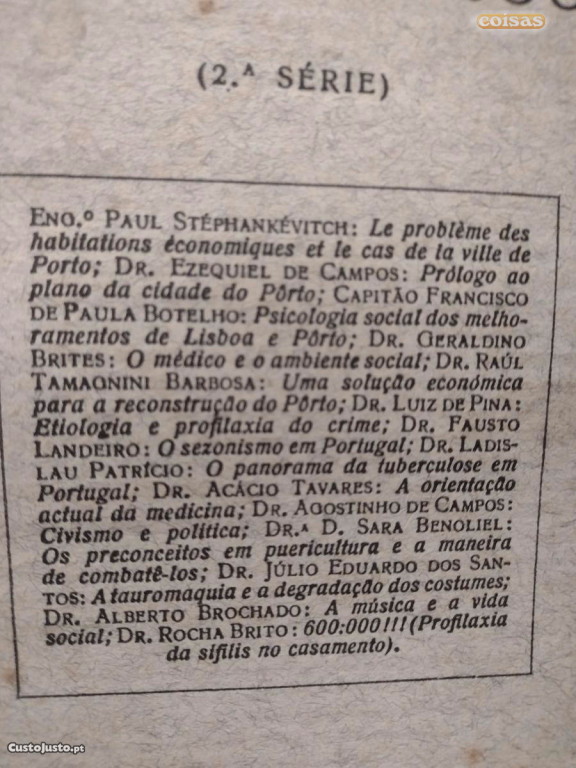 coisas
(2.ª SÉRIE)
ENG.º PAUL STÉPHANKÉVITCH: Le problème des
habitations économiques et le cas de la ville de
Porto; DR. EZEQUIEL DE CAMPOS: Prólogo ao
plano da cidade do Pôrto; CAPITÃO FRANCISCO
DE PAULA BOTELHO: Psicologia social dos melho-
ramentos de Lisboa e Pôrto; DR. GERALDINO
BRITES: O médico e o ambiente social; DR. RAÚL
TAMAGNINI BARBOSA: Uma solução económica
para a reconstrução do Pôrto; DR. LUIZ DE PINA:
Etiologia e profilaxia do crime; DR. FAUSTO
LANDEIRO: O sezonismo em Portugal; DR. LADIS-
LAU PATRÍCIO: O panorama da tuberculose em
Portugal; DR. ACÁCIO TAVARES: A orientação
actual da medicina; DR. AGOSTINHO DE CAMPOS:
Civismo e politica; DR.ª D. SARA BENOLIEL:
Os preconceitos em puericultura e a maneira
de combatê-los; DR. JÚLIO EDUARDO DOS SAN-
TOS: A tauromaquia e a degradação dos costumes;
DR. ALBERTO BROCHADO: A música e a vida
social; DR. ROCHA BRITO: 600:000!!! (Profilaxia
da sifilis no casamento).
CustoJusto.pt